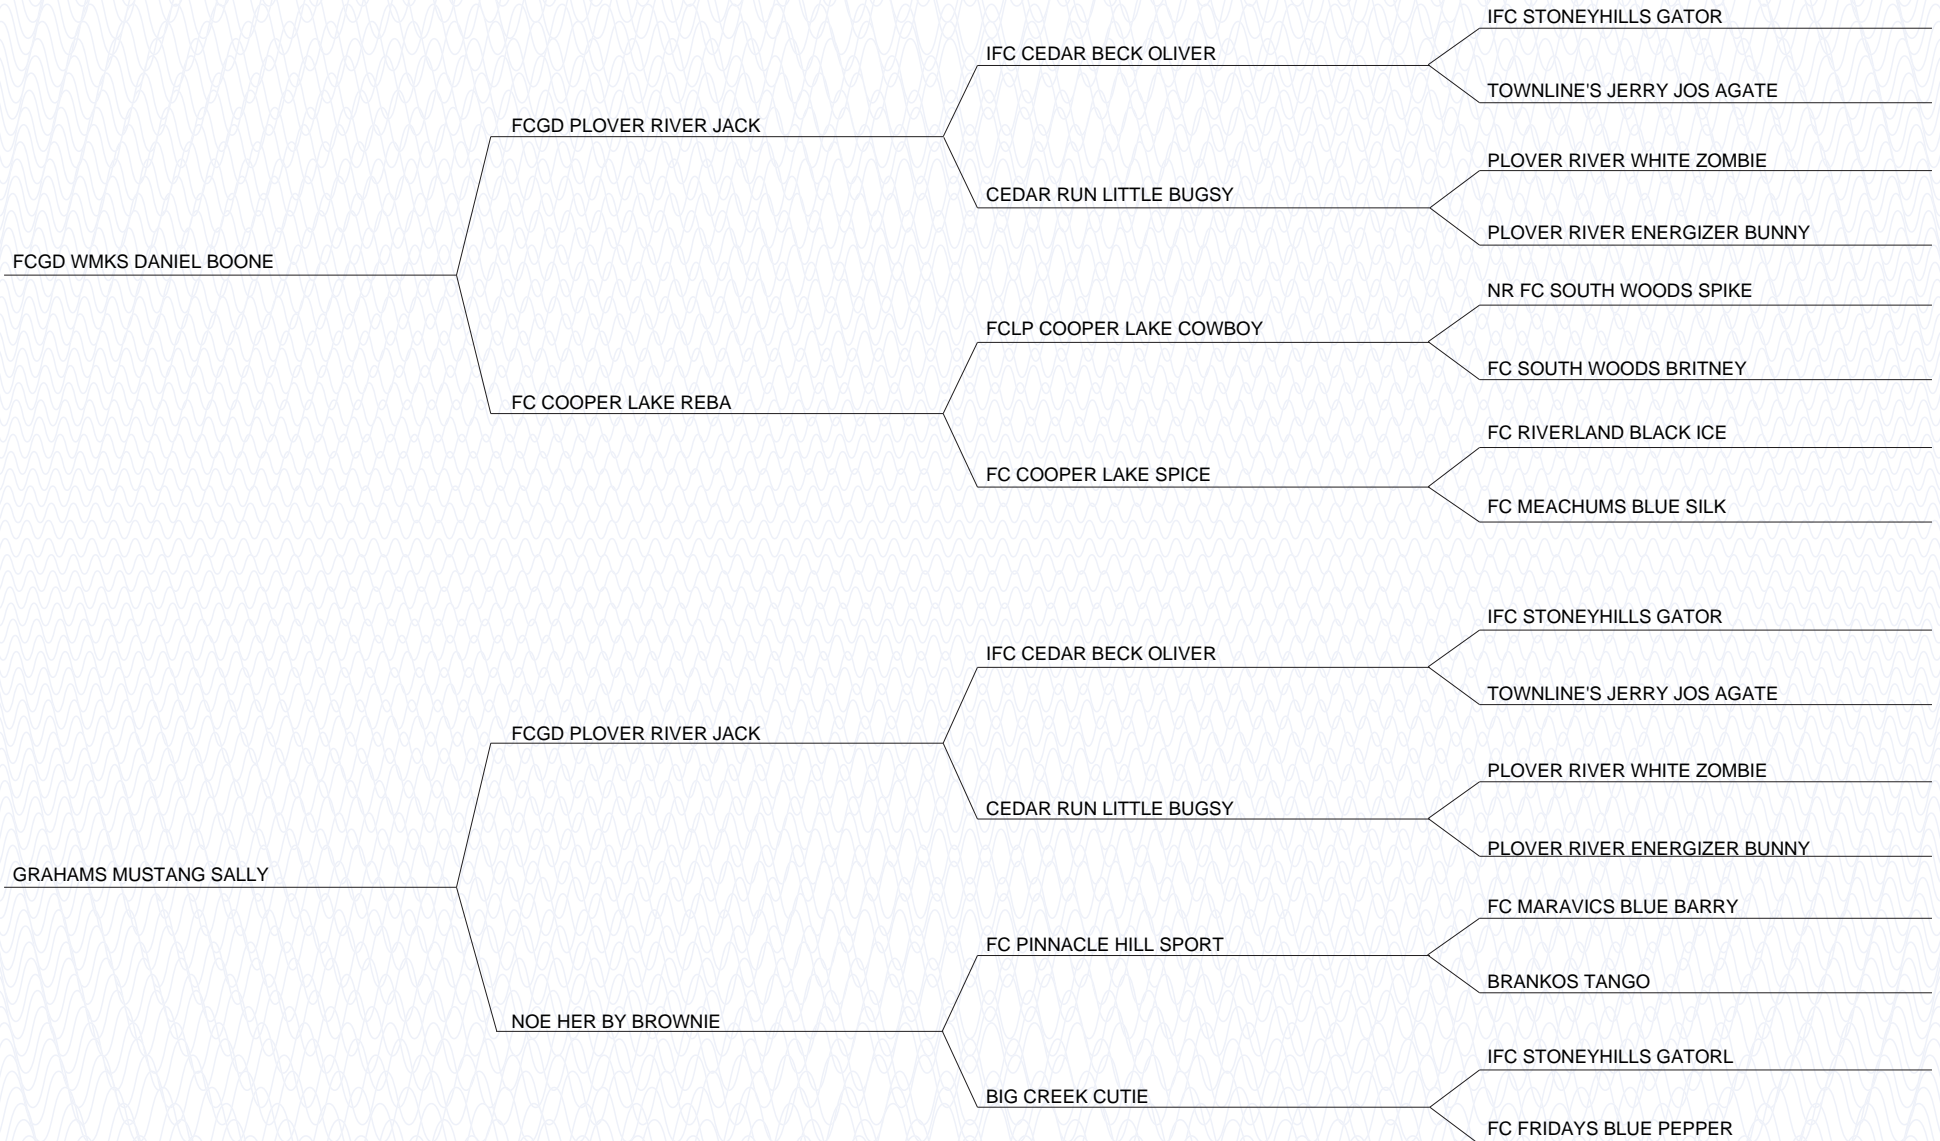 IFC STONEYHILLS GATOR
IFC CEDAR BECK OLIVER
TOWNLINE'S JERRY JOS AGATE
FCGD PLOVER RIVER JACK
PLOVER RIVER WHITE ZOMBIE
CEDAR RUN LITTLE BUGSY
PLOVER RIVER ENERGIZER BUNNY
FCGD WMKS DANIEL BOONE
NR FC SOUTH WOODS SPIKE
FCLP COOPER LAKE COWBOY
FC SOUTH WOODS BRITNEY
FC COOPER LAKE REBA
FC RIVERLAND BLACK ICE
FC COOPER LAKE SPICE
FC MEACHUMS BLUE SILK
IFC STONEYHILLS GATOR
IFC CEDAR BECK OLIVER
TOWNLINE'S JERRY JOS AGATE
FCGD PLOVER RIVER JACK
PLOVER RIVER WHITE ZOMBIE
CEDAR RUN LITTLE BUGSY
PLOVER RIVER ENERGIZER BUNNY
GRAHAMS MUSTANG SALLY
FC MARAVICS BLUE BARRY
FC PINNACLE HILL SPORT
BRANKOS TANGO
NOE HER BY BROWNIE
IFC STONEYHILLS GATORL
BIG CREEK CUTIE
FC FRIDAYS BLUE PEPPER